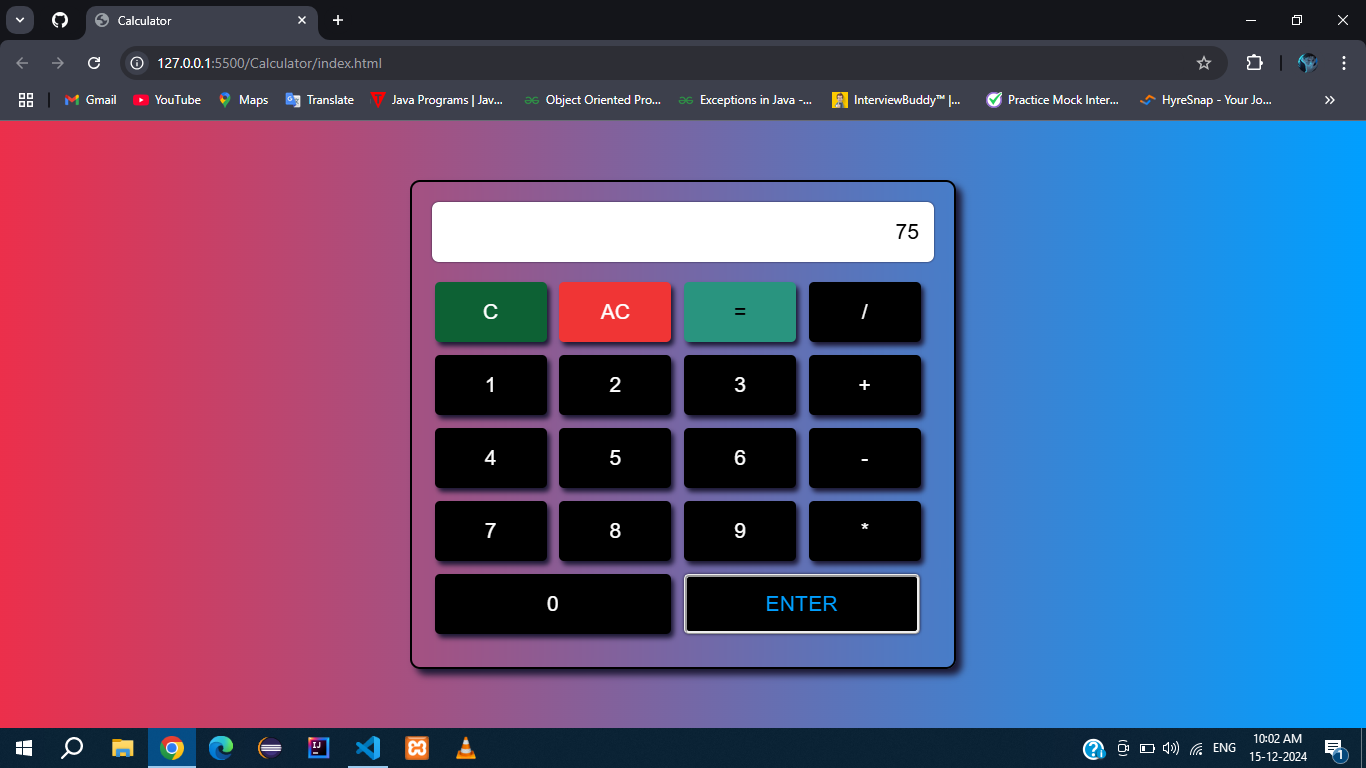 Calculator
127.0.0.1:5500/Calculator/index.html
Gmail YouTube Maps Translate Java Programs | Jav... Object Oriented Pro... Exceptions in Java -... InterviewBuddy™ |... Practice Mock Inter... HyreSnap - Your Jo...
75
C AC = /
1 2 3 +
4 5 6 -
7 8 9 *
0 ENTER
ENG
10:02 AM
15-12-2024
1